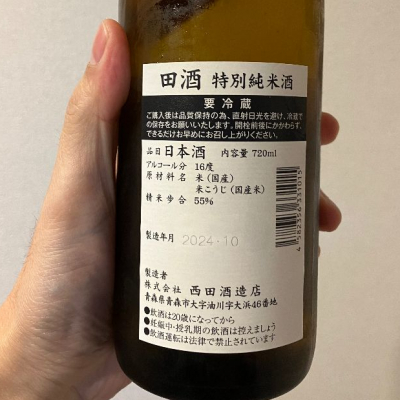 田酒 特別純米酒
要冷蔵
ご購入後は品質保持の為、直射日光を避け、冷蔵で
の保存をお願いいたします。開栓前後にかかわらず、
できるだけお早めにお召し上がりください。
品目 日本酒 内容量 720ml
アルコール分 16度
原材料名 米(国産)
米こうじ(国産米)
精米歩合 55%
製造年月 2024.10
製造者
株式会社 西田酒造店
青森県青森市大字油川字大浜46番地
●飲酒は20歳になってから
●妊娠中・授乳期の飲酒は控えましょう
●飲酒運転は法律で禁止されています
4 582356 331015